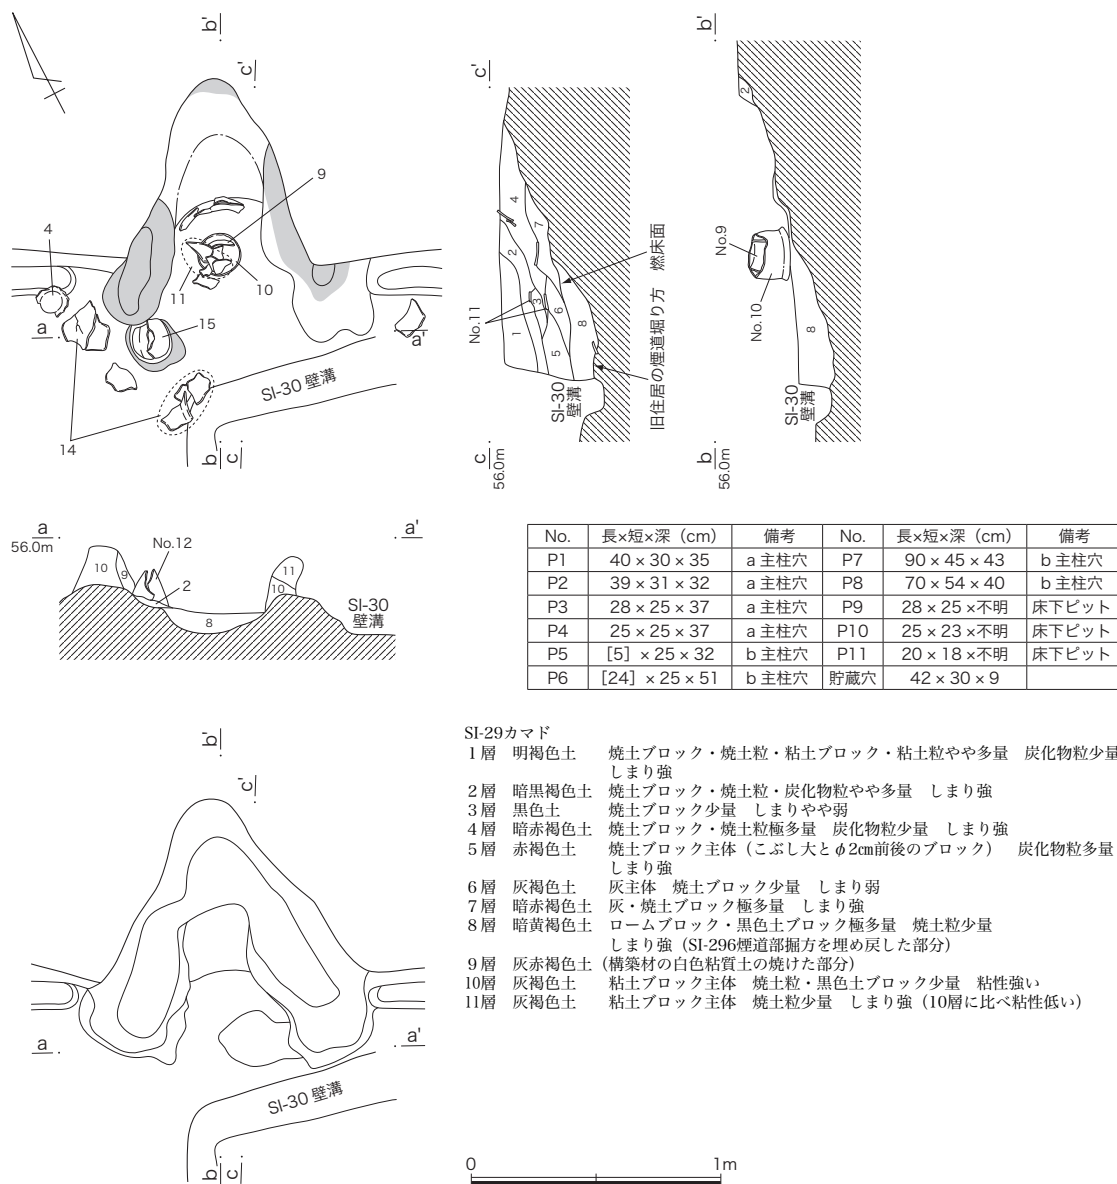 b'
c'
9
4
11
10
15
a
a'
SI-30 壁溝
14
b
c
c'
4
7
2
3
6
1
8
5
No.11
燃床面
旧住居の煙道堀り方
SI-30
壁溝
c
56.0m
b'
2
No.9
No.10
8
SI-30
壁溝
b
56.0m
a
56.0m
a'
No.12
10
9
2
11
10
8
SI-30
壁溝
No. 長×短×深（cm） 備考 No. 長×短×深（cm） 備考
P1 40 × 30 × 35 a 主柱穴 P7 90 × 45 × 43 b 主柱穴
P2 39 × 31 × 32 a 主柱穴 P8 70 × 54 × 40 b 主柱穴
P3 28 × 25 × 37 a 主柱穴 P9 28 × 25 ×不明 床下ピット
P4 25 × 25 × 37 a 主柱穴 P10 25 × 23 ×不明 床下ピット
P5 [5] × 25 × 32 b 主柱穴 P11 20 × 18 ×不明 床下ピット
P6 [24] × 25 × 51 b 主柱穴 貯蔵穴 42 × 30 × 9
SI-29カマド
1層　明褐色土　焼土ブロック・焼土粒・粘土ブロック・粘土粒やや多量　炭化物粒少量
しまり強
2層　暗黒褐色土　焼土ブロック・焼土粒・炭化物粒やや多量　しまり強
3層　黒色土　焼土ブロック少量　しまりやや弱
4層　暗赤褐色土　焼土ブロック・焼土粒極多量　炭化物粒少量　しまり強
5層　赤褐色土　焼土ブロック主体（こぶし大とφ2㎝前後のブロック）　炭化物粒多量
しまり強
6層　灰褐色土　灰主体　焼土ブロック少量　しまり弱
7層　暗赤褐色土　灰・焼土ブロック極多量　しまり強
8層　暗黄褐色土　ロームブロック・黒色土ブロック極多量　焼土粒少量
しまり強（SI-296煙道部掘方を埋め戻した部分）
9層　灰赤褐色土（構築材の白色粘質土の焼けた部分）
10層　灰褐色土　粘土ブロック主体　焼土粒・黒色土ブロック少量　粘性強い
11層　灰褐色土　粘土ブロック主体　焼土粒少量　しまり強（10層に比べ粘性低い）
b'
c'
a
a'
SI-30 壁溝
b
c
0
1m